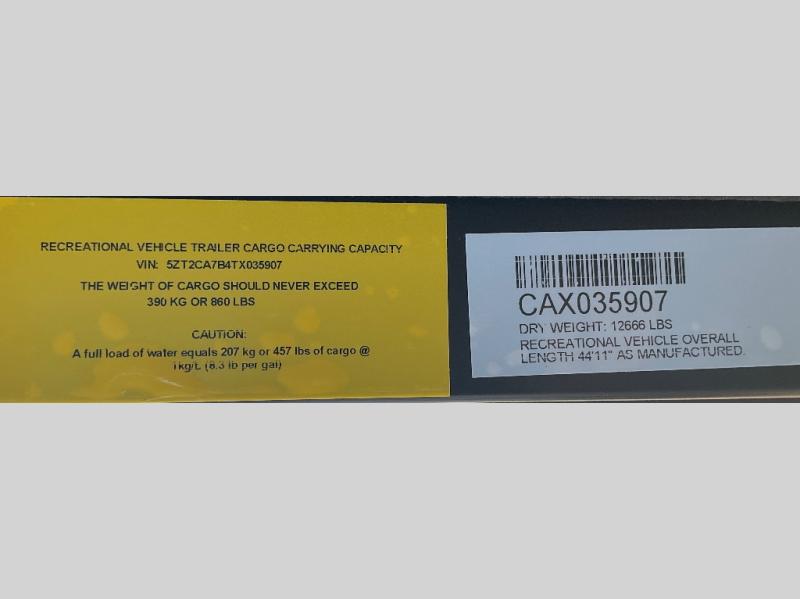 RECREATIONAL VEHICLE TRAILER CARGO CARRYING CAPACITY
VIN: 5ZT2CA7B4TX035907
THE WEIGHT OF CARGO SHOULD NEVER EXCEED
390 KG OR 860 LBS
CAUTION:
A full load of water equals 207 kg or 457 lbs of cargo @
1kg/L (8.3 lb per gal)
CAX035907
DRY WEIGHT: 12666 LBS
RECREATIONAL VEHICLE OVERALL
LENGTH 44'11" AS MANUFACTURED.